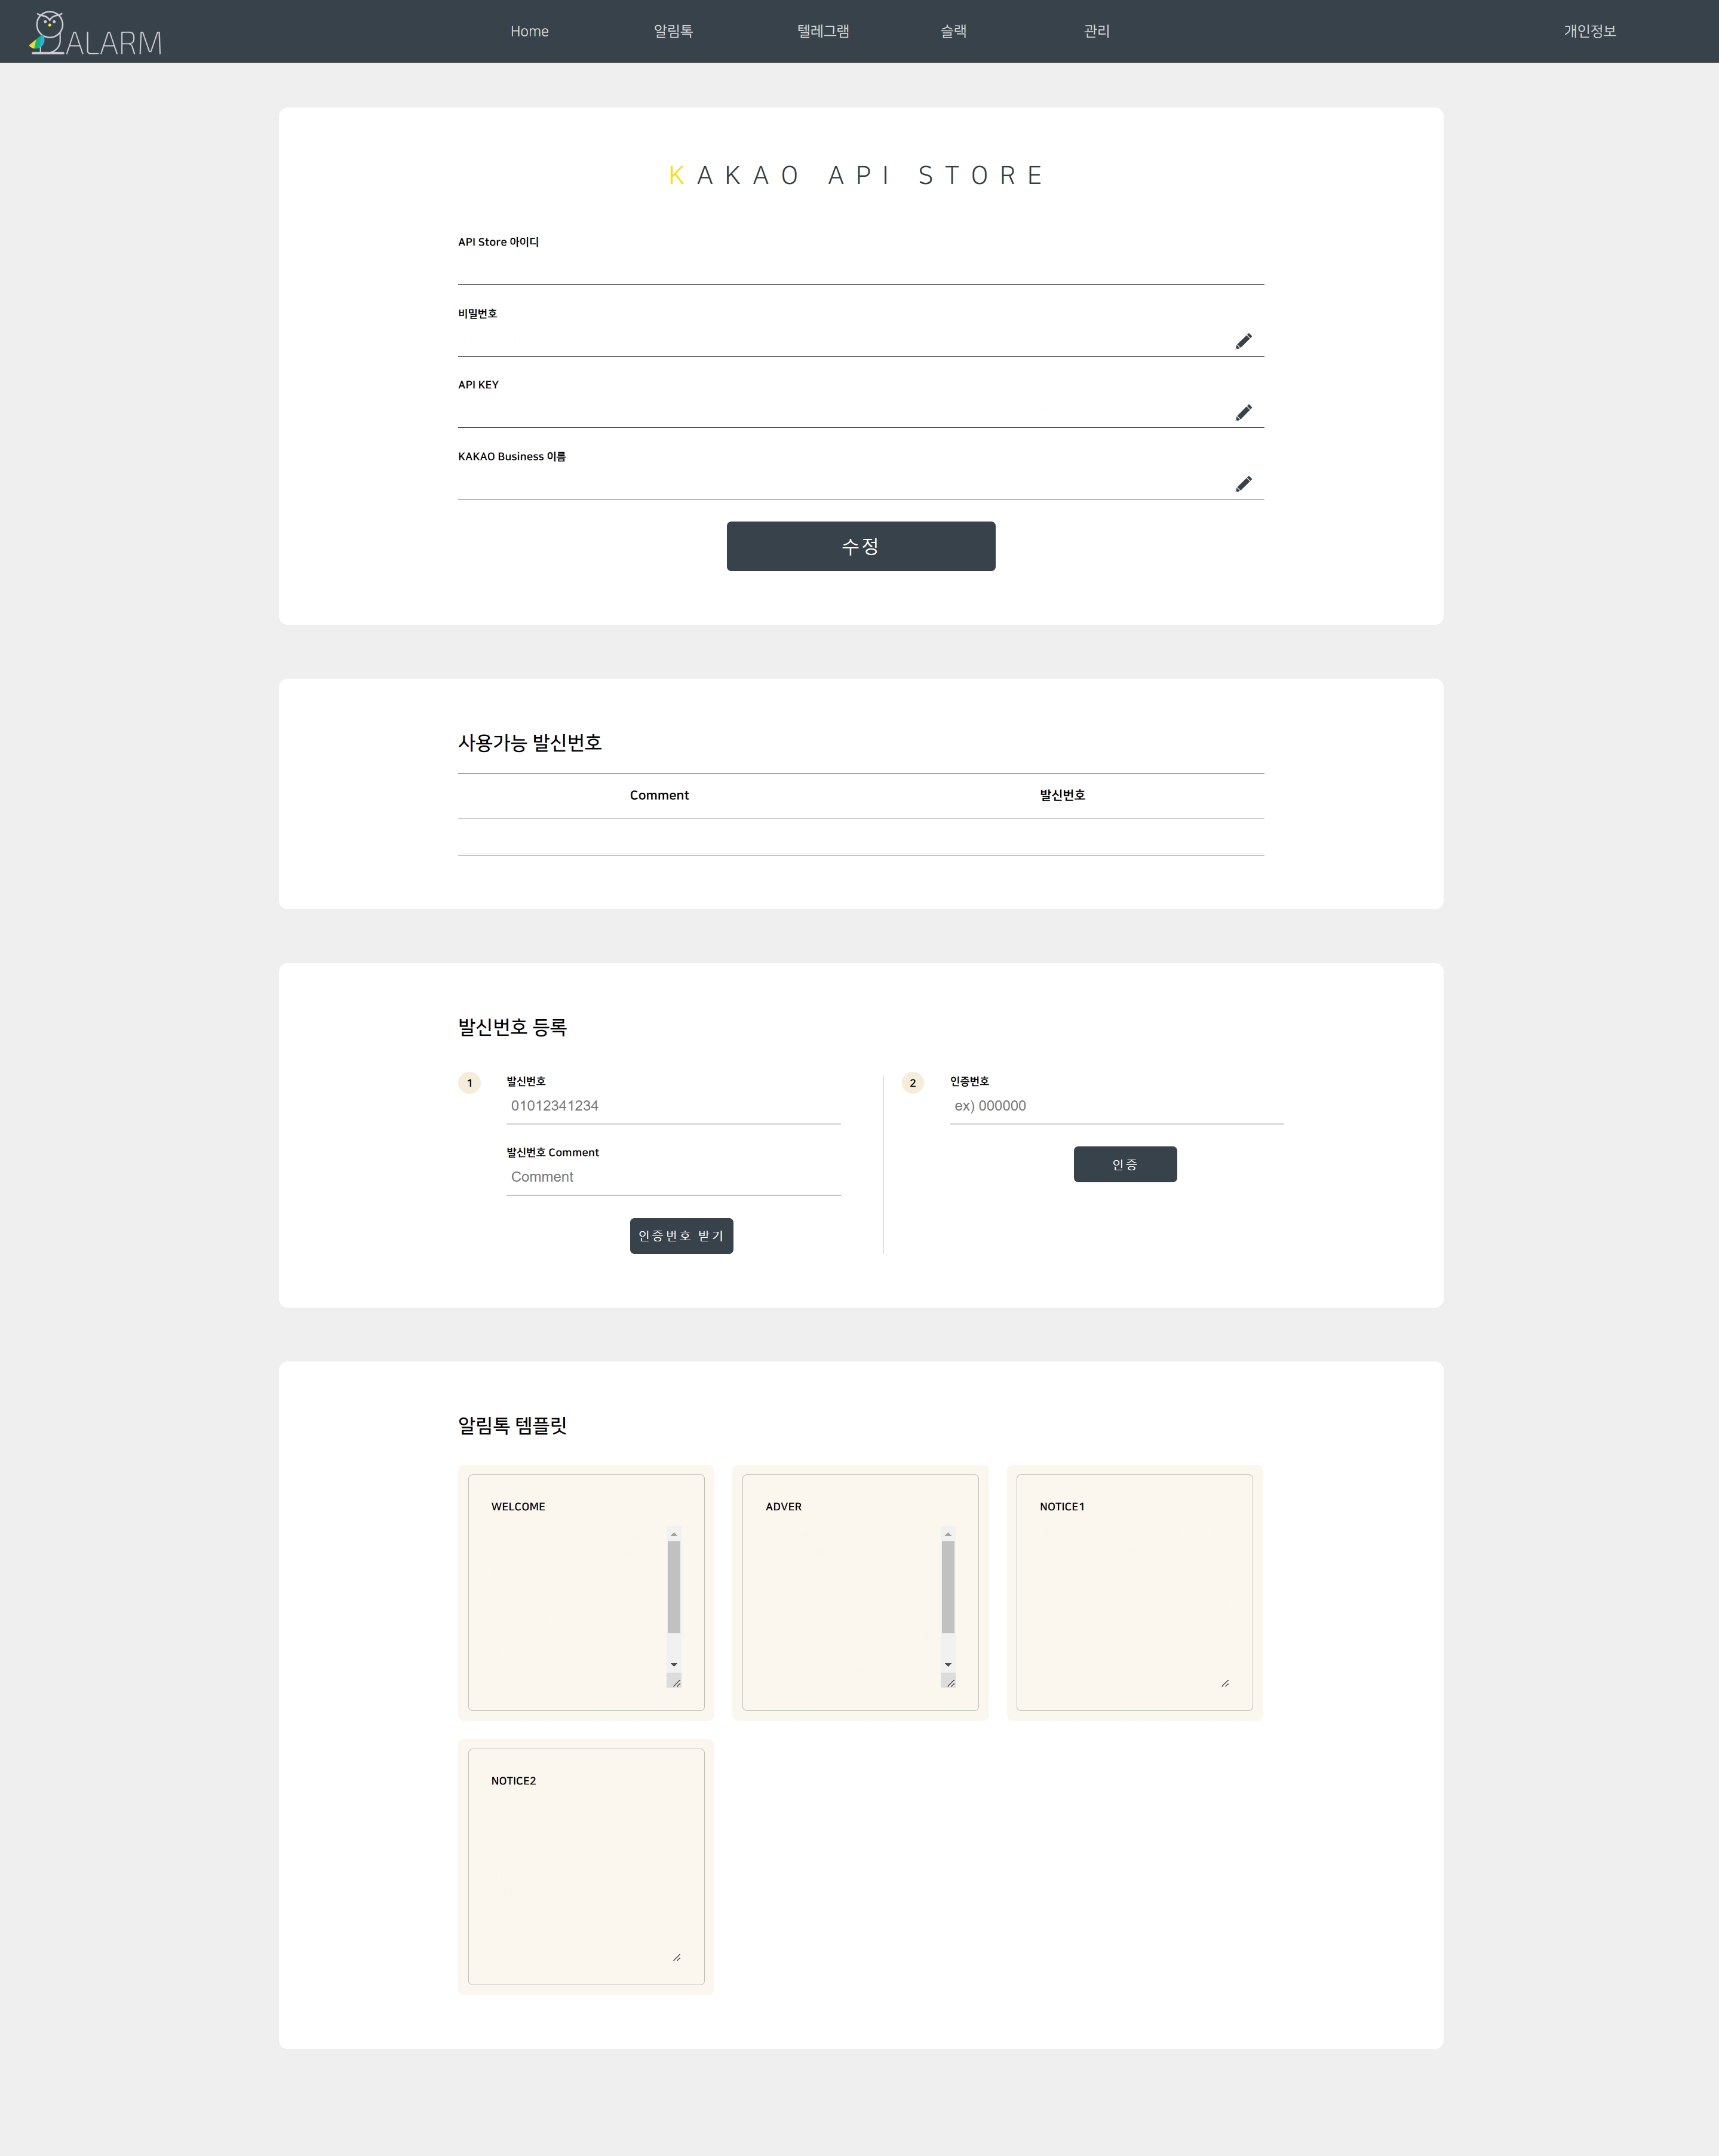 ALARM
Home
알림톡
텔레그램
슬랙
관리
개인정보
KAKAO API STORE
API Store 아이디
비밀번호
API KEY
KAKAO Business 이름
수정
사용가능 발신번호
Comment
발신번호
발신번호 등록
1
발신번호
01012341234
발신번호 Comment
Comment
인증번호 받기
2
인증번호
ex) 000000
인증
알림톡 템플릿
WELCOME
ADVER
NOTICE1
NOTICE2